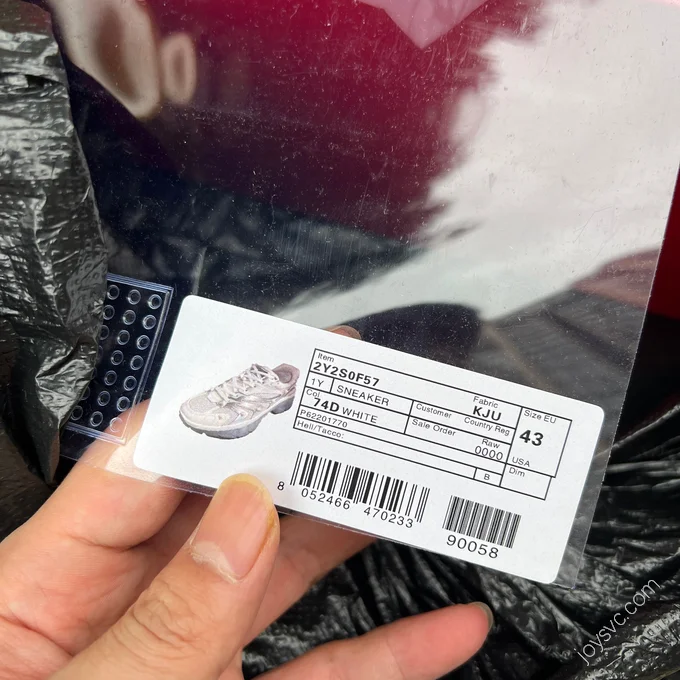 Item
2Y2S0F57
1Y SNEAKER
Fabric
KJU
Size EU
43
Col
74D WHITE
Customer
Country Reg
P62201770
Sale Order
Raw
0000
USA
Hell/Tacco:
B
Dim
8 052466 470233
90058
joysvc.com